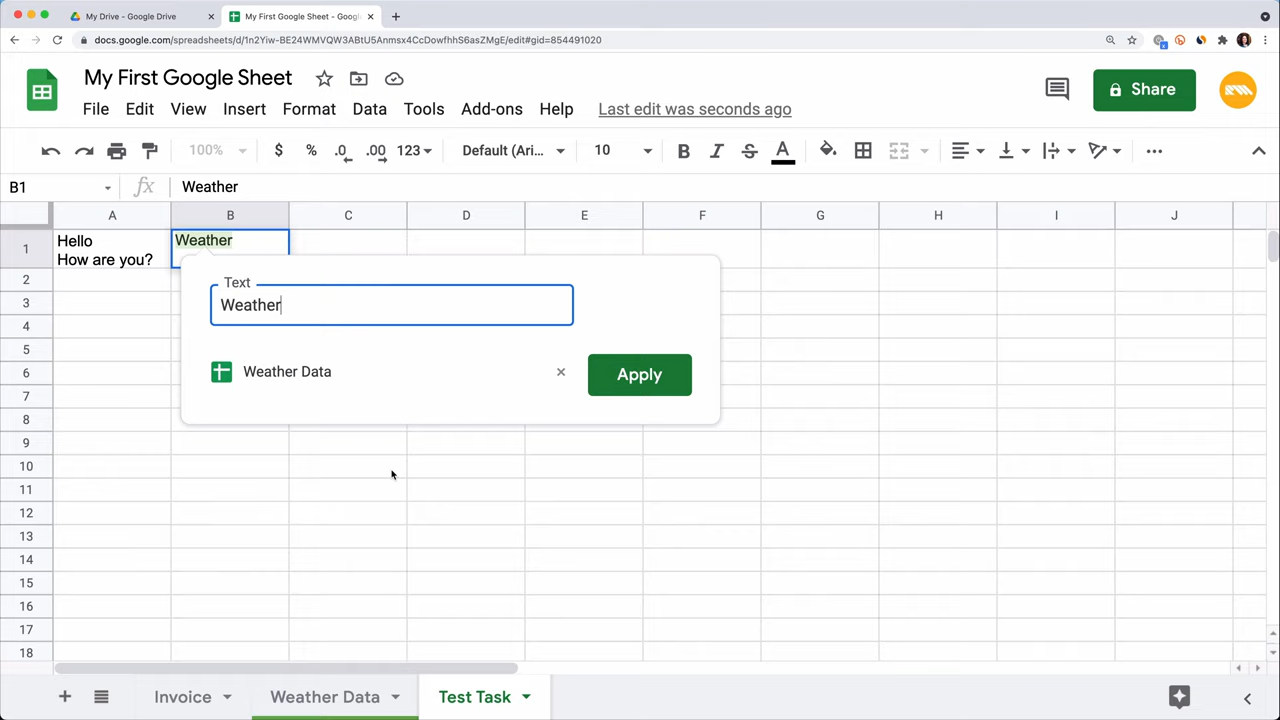 My Drive - Google Drive
My First Google Sheet - Goog
docs.google.com/spreadsheets/d/1n2Yiw-BE24WMVQW3ABtU5Anmsx4CcDowfhhS6asZMgE/edit#gid=854491020
My First Google Sheet
File Edit View Insert Format Data Tools Add-ons Help Last edit was seconds ago
Share
100% $ % .0 .00 123 Default (Ari... 10 B I S A
B1 fx Weather
A B C D E F G H I J
1 Hello Weather
How are you?
2
3
4
5
6
7
8
9
10
11
12
13
14
15
16
17
18
Text
Weather
Weather Data × Apply
+ Invoice Weather Data Test Task